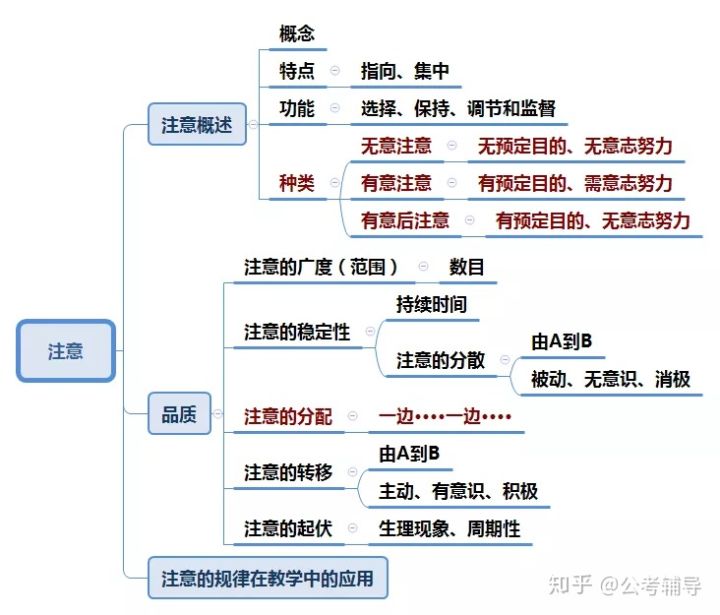 注意
注意概述
概念
特点
指向、集中
功能
选择、保持、调节和监督
种类
无意注意
无预定目的、无意志努力
有意注意
有预定目的、需意志努力
有意后注意
有预定目的、无意志努力
品质
注意的广度（范围）
数目
注意的稳定性
持续时间
注意的分散
由A到B
被动、无意识、消极
注意的分配
一边••••一边••••
注意的转移
由A到B
主动、有意识、积极
注意的起伏
生理现象、周期性
注意的规律在教学中的应用
知乎 @公考辅导